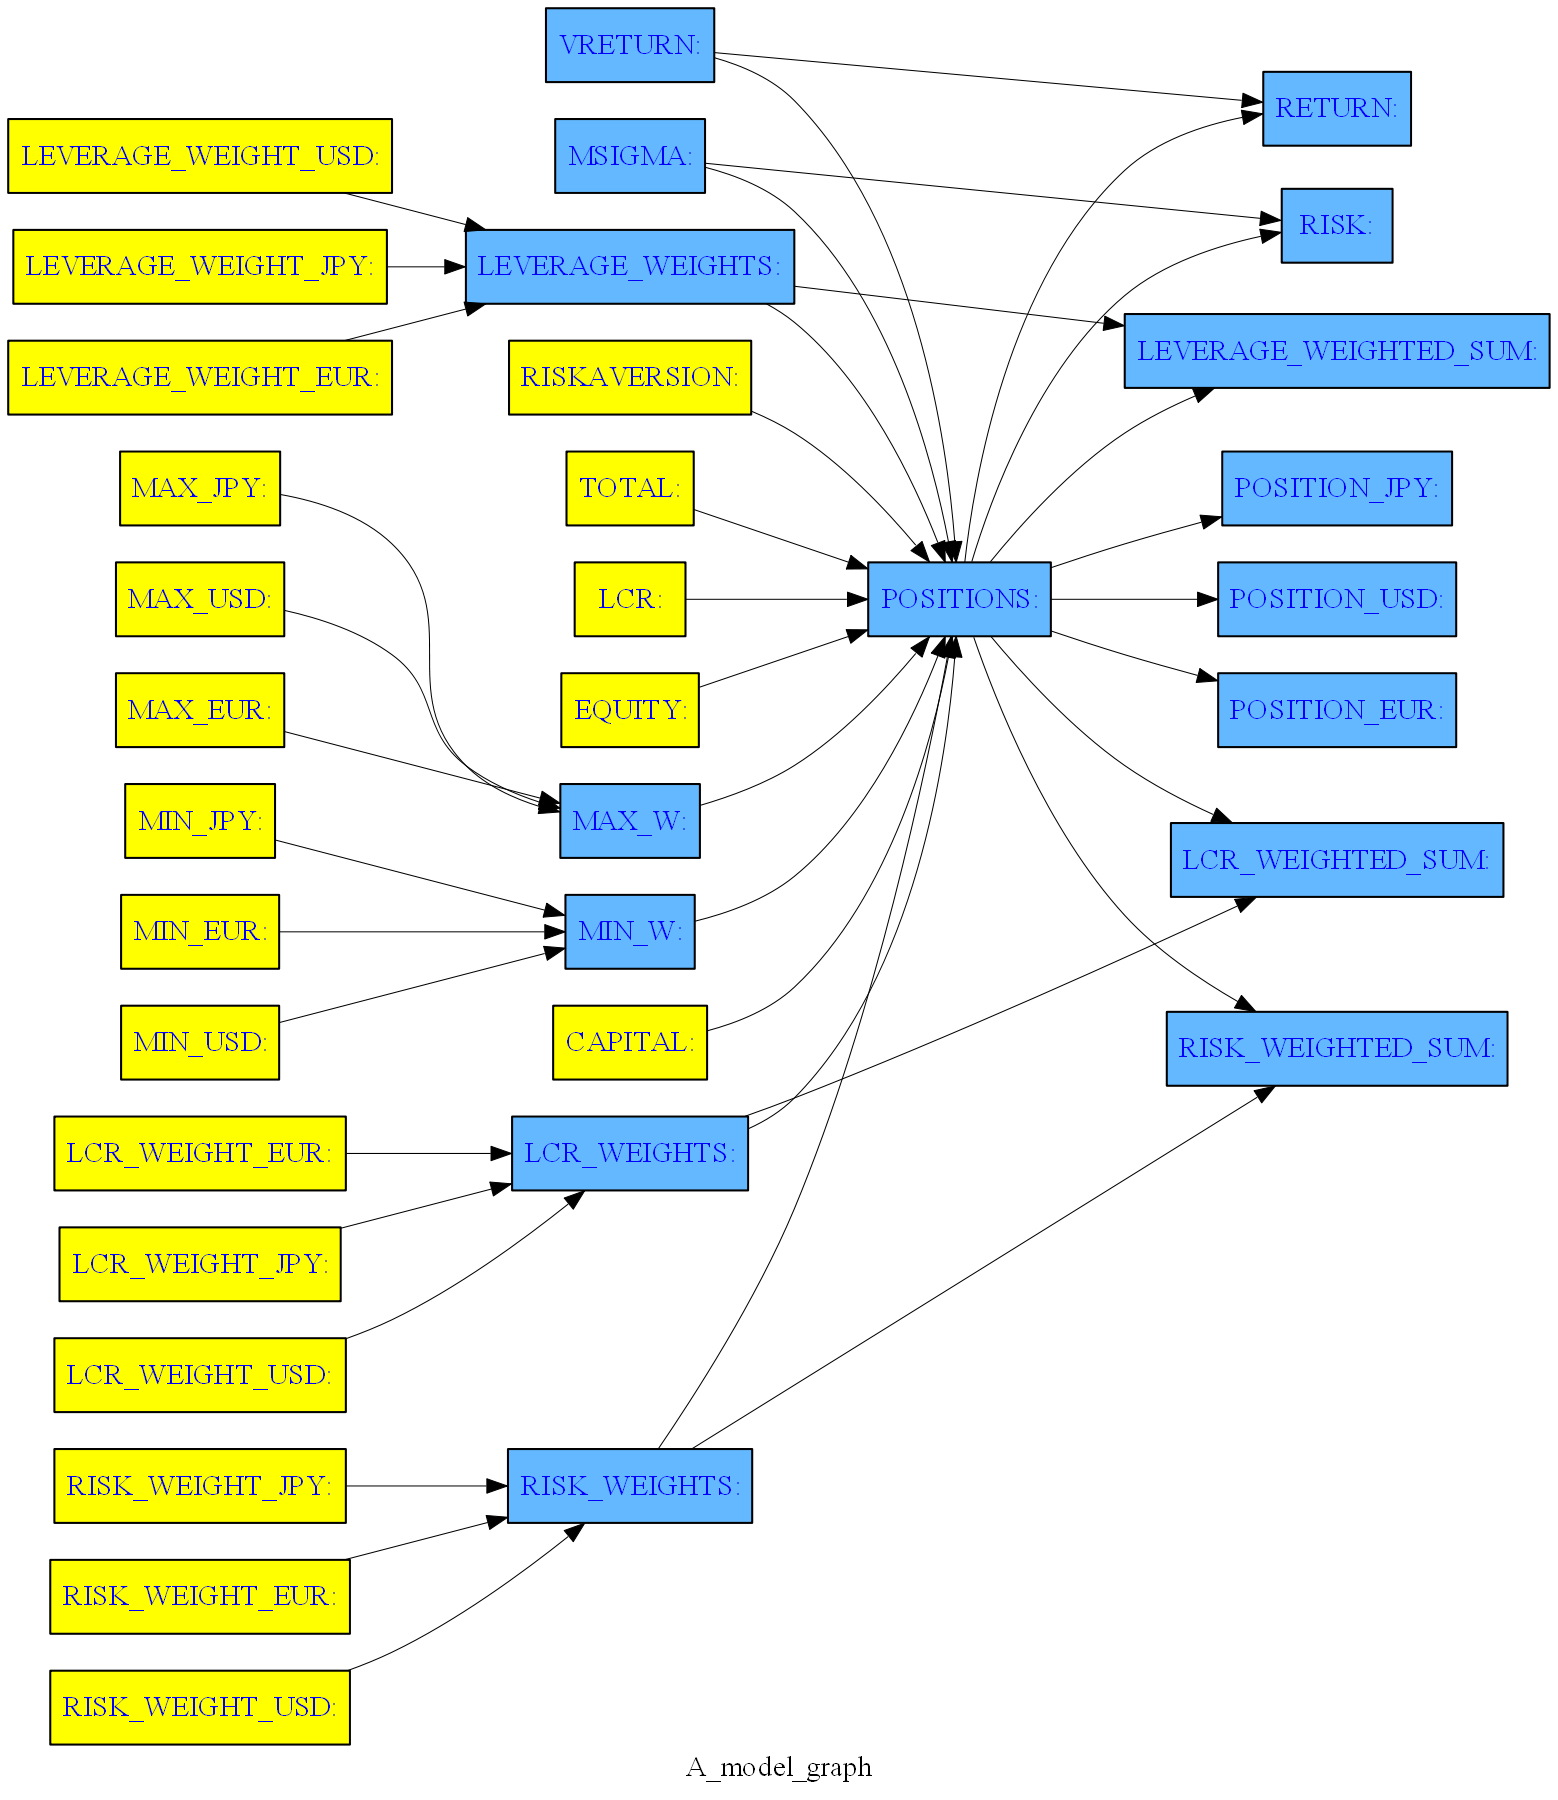 VRETURN:
RETURN:
LEVERAGE_WEIGHT_USD:
MSIGMA:
RISK:
LEVERAGE_WEIGHT_JPY:
LEVERAGE_WEIGHTS:
LEVERAGE_WEIGHTED_SUM:
LEVERAGE_WEIGHT_EUR:
RISKAVERSION:
MAX_JPY:
TOTAL:
POSITION_JPY:
MAX_USD:
LCR:
POSITIONS:
POSITION_USD:
MAX_EUR:
EQUITY:
POSITION_EUR:
MIN_JPY:
MAX_W:
LCR_WEIGHTED_SUM:
MIN_EUR:
MIN_W:
MIN_USD:
CAPITAL:
RISK_WEIGHTED_SUM:
LCR_WEIGHT_EUR:
LCR_WEIGHTS:
LCR_WEIGHT_JPY:
LCR_WEIGHT_USD:
RISK_WEIGHT_JPY:
RISK_WEIGHTS:
RISK_WEIGHT_EUR:
RISK_WEIGHT_USD:
A_model_graph